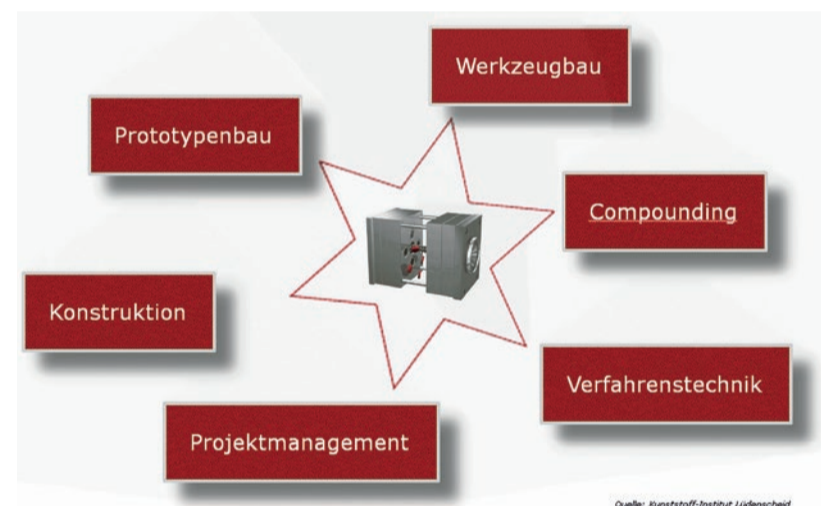 Werkzeugbau
Prototypenbau
Compounding
Konstruktion
Verfahrenstechnik
Projektmanagement
Quelle: Kunststoff-Institut Lüdenscheid